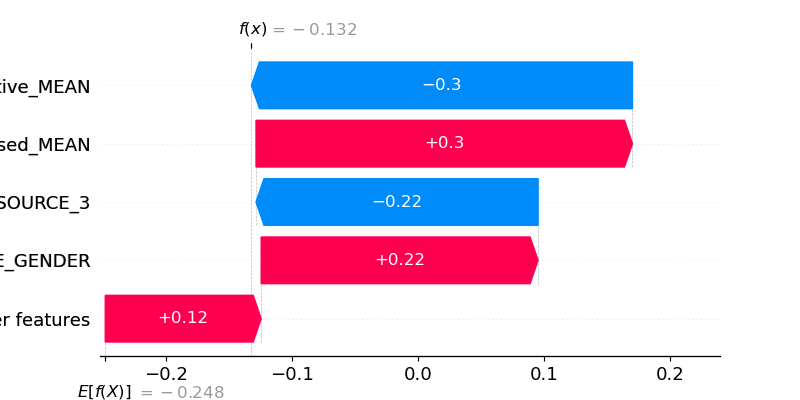 f(x) = −0.132
tive_MEAN −0.3
sed_MEAN +0.3
SOURCE_3 −0.22
E_GENDER +0.22
er features +0.12
−0.2 −0.1 0.0 0.1 0.2
E[f(X)] = −0.248